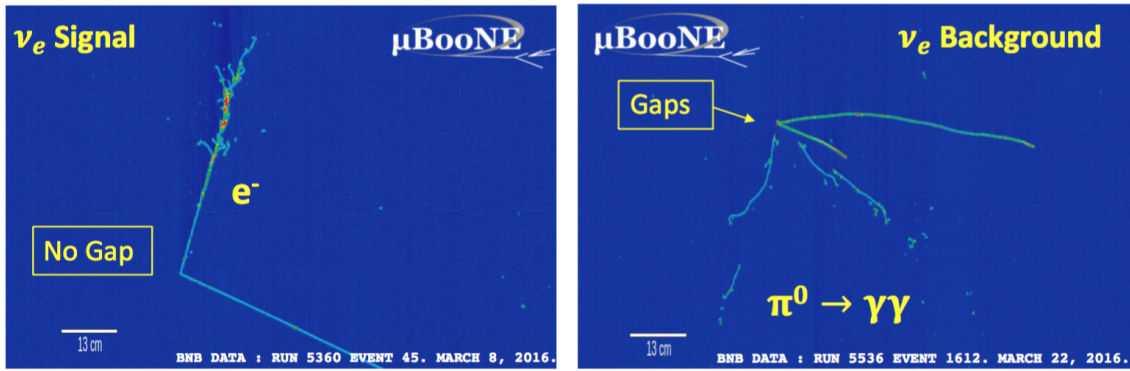 νₑ Signal
μBooNE
e⁻
No Gap
13 cm
BNB DATA : RUN 5360 EVENT 45. MARCH 8, 2016.
μBooNE
νₑ Background
Gaps
π⁰ → γγ
13 cm
BNB DATA : RUN 5536 EVENT 1612. MARCH 22, 2016.